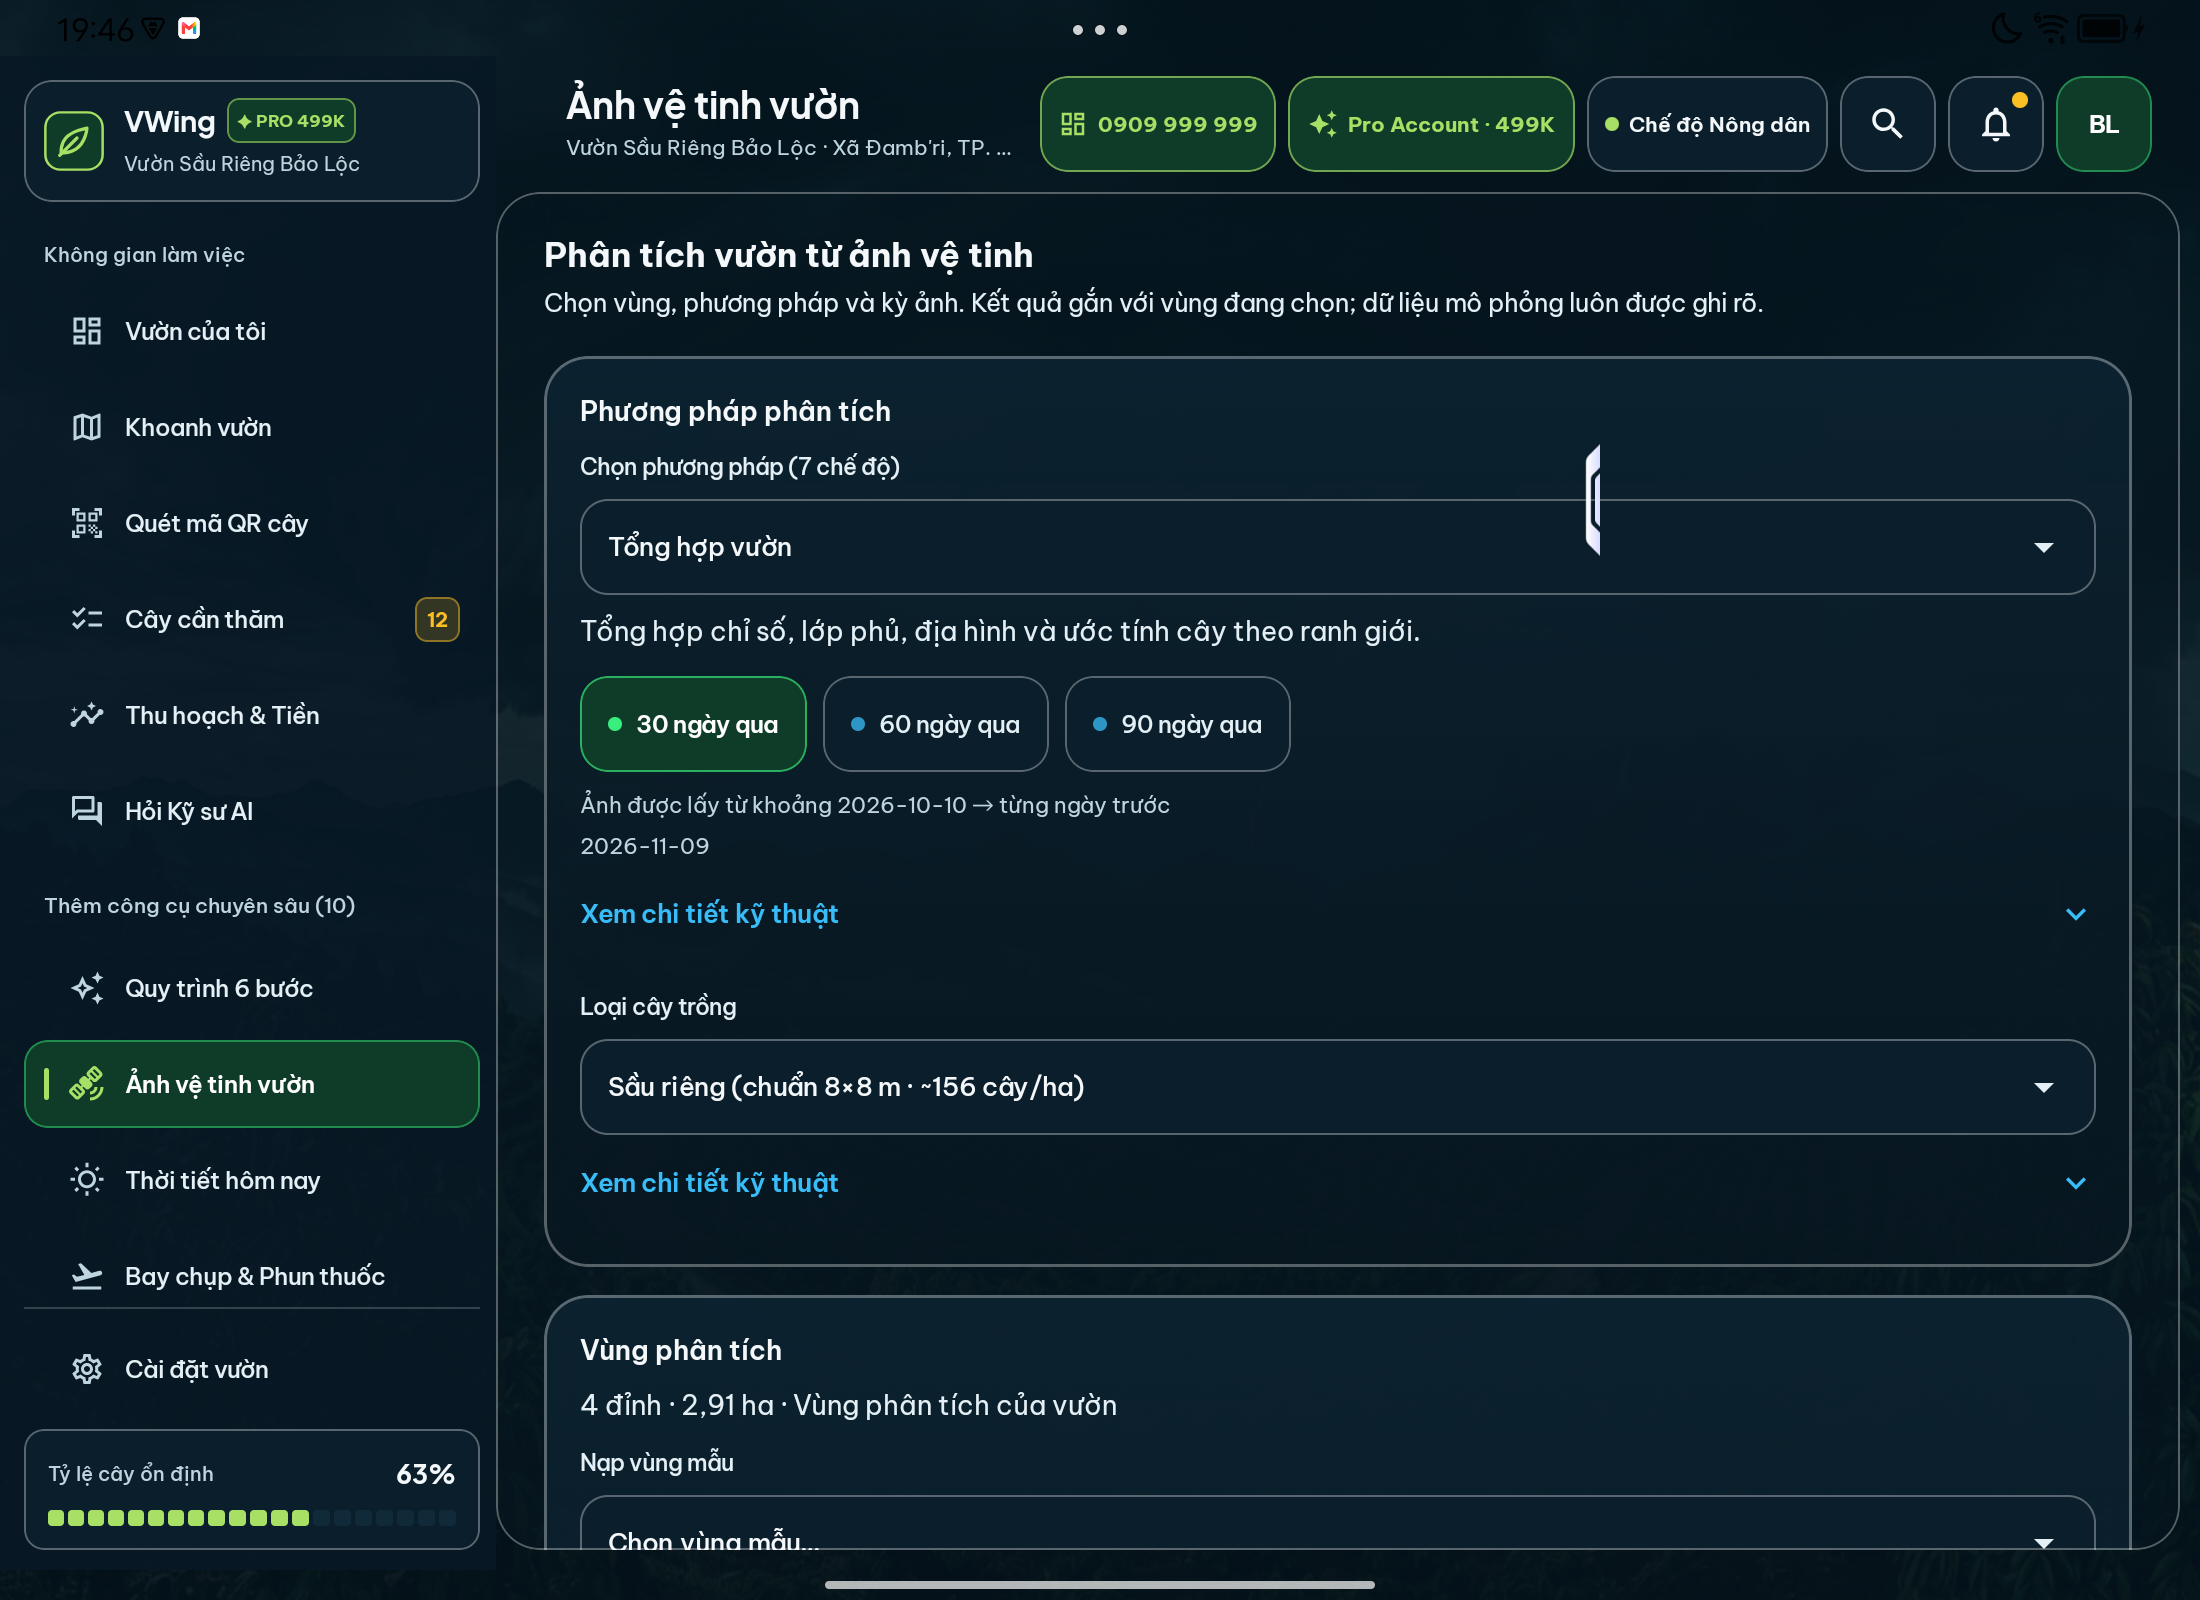 19:46
VWing
PRO 499K
Vườn Sầu Riêng Bảo Lộc
Không gian làm việc
Vườn của tôi
Khoanh vườn
Quét mã QR cây
Cây cần thăm
12
Thu hoạch & Tiền
Hỏi Kỹ sư AI
Thêm công cụ chuyên sâu (10)
Quy trình 6 bước
Ảnh vệ tinh vườn
Thời tiết hôm nay
Bay chụp & Phun thuốc
Cài đặt vườn
Tỷ lệ cây ổn định
63%
Ảnh vệ tinh vườn
Vườn Sầu Riêng Bảo Lộc · Xã Đamb'ri, TP. ...
0909 999 999
Pro Account · 499K
Chế độ Nông dân
BL
Phân tích vườn từ ảnh vệ tinh
Chọn vùng, phương pháp và kỳ ảnh. Kết quả gắn với vùng đang chọn; dữ liệu mô phỏng luôn được ghi rõ.
Phương pháp phân tích
Chọn phương pháp (7 chế độ)
Tổng hợp vườn
Tổng hợp chỉ số, lớp phủ, địa hình và ước tính cây theo ranh giới.
30 ngày qua
60 ngày qua
90 ngày qua
Ảnh được lấy từ khoảng 2026-10-10 → từng ngày trước
2026-11-09
Xem chi tiết kỹ thuật
Loại cây trồng
Sầu riêng (chuẩn 8×8 m · ~156 cây/ha)
Xem chi tiết kỹ thuật
Vùng phân tích
4 đỉnh · 2,91 ha · Vùng phân tích của vườn
Nạp vùng mẫu
Chọn vùng mẫu...